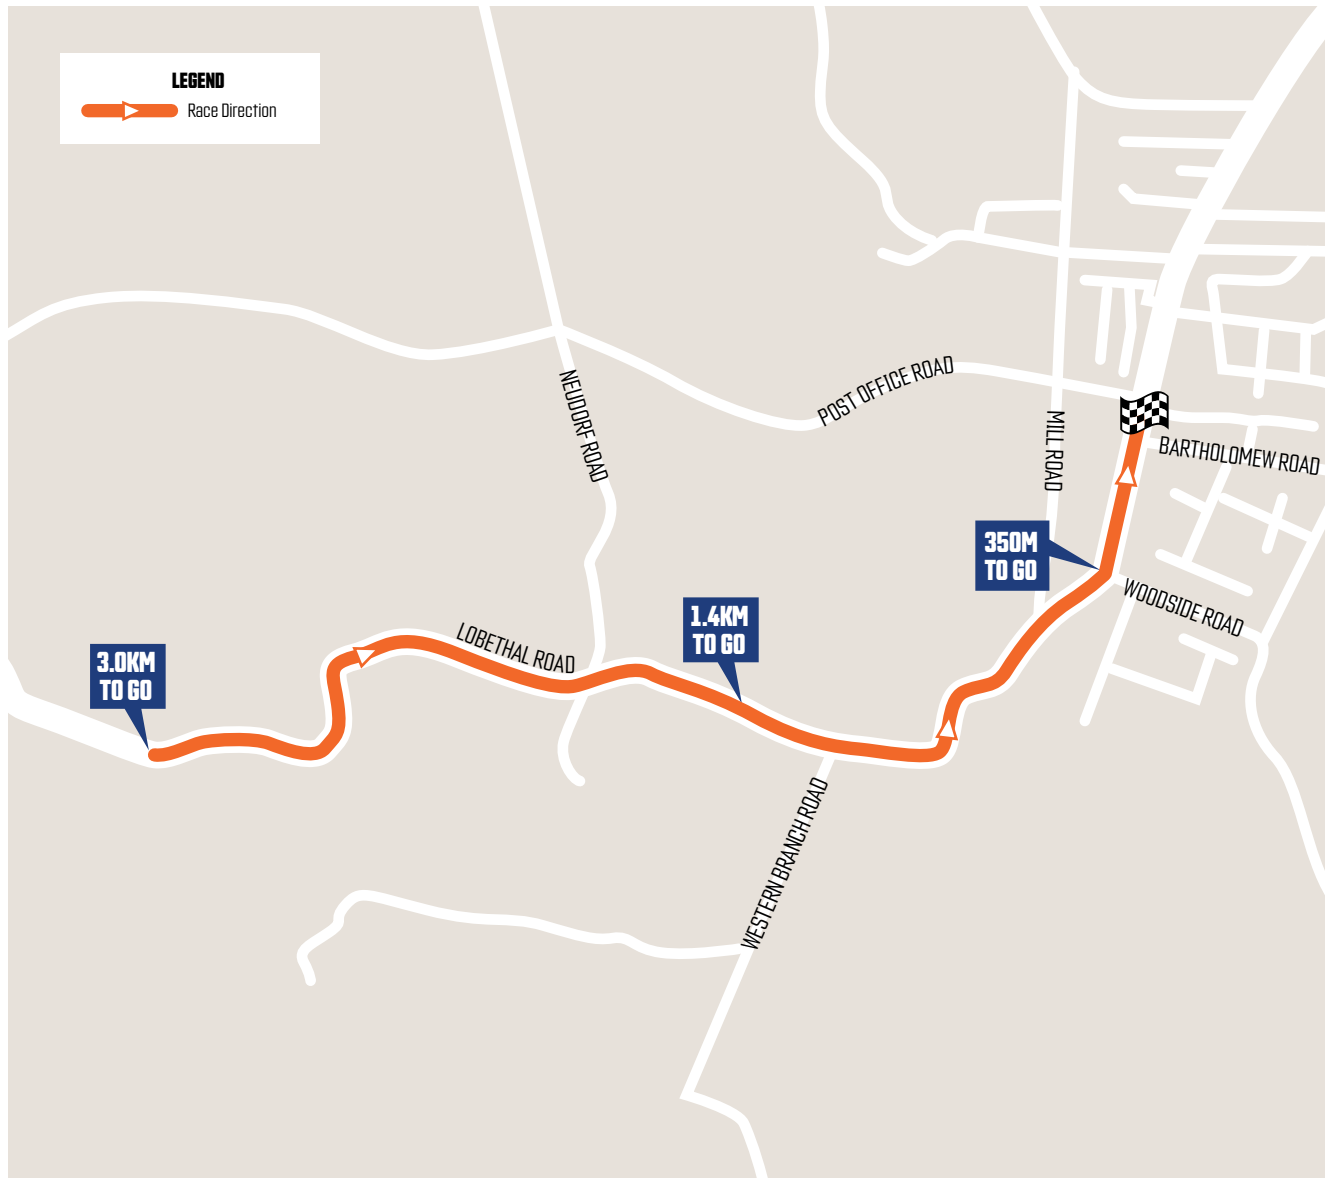 LEGEND
Race Direction
POST OFFICE ROAD
NEUDORF ROAD
MILL ROAD
BARTHOLOMEW ROAD
350M
TO GO
WOODSIDE ROAD
1.4KM
TO GO
LOBETHAL ROAD
3.0KM
TO GO
WESTERN BRANCH ROAD